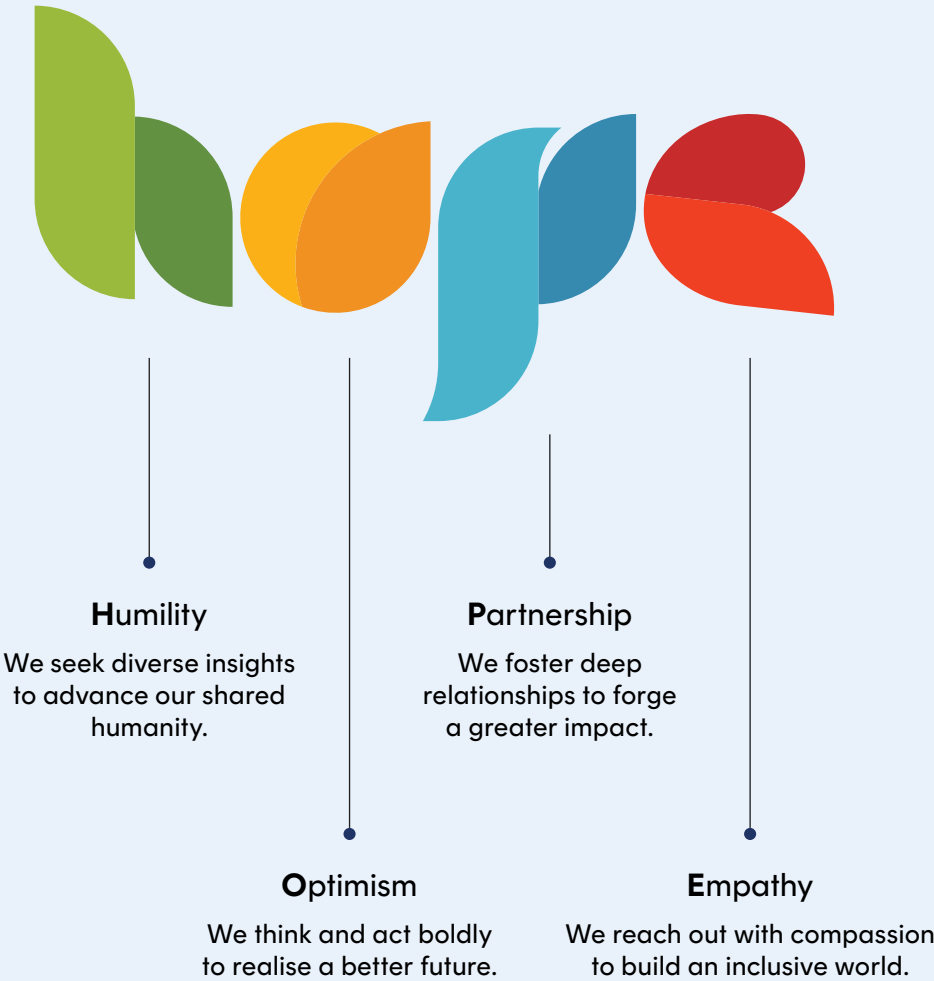 hope
Humility
We seek diverse insights
to advance our shared
humanity.
Partnership
We foster deep
relationships to forge
a greater impact.
Optimism
We think and act boldly
to realise a better future.
Empathy
We reach out with compassion
to build an inclusive world.